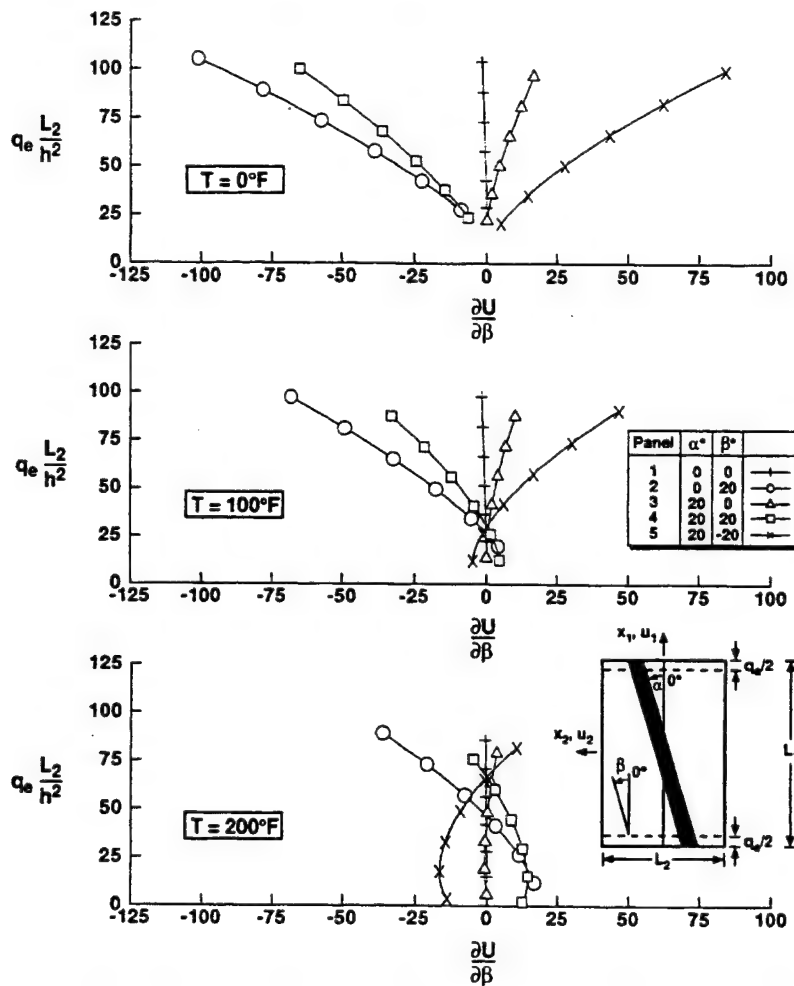 125
100
75
50
25
0
q_e L_2/h^2
T = 0°F
-125 -100 -75 -50 -25 0 25 50 75 100
∂U/∂β
125
100
75
50
25
0
q_e L_2/h^2
T = 100°F
-125 -100 -75 -50 -25 0 25 50 75 100
∂U/∂β
Panel α° β°
1 0 0
2 0 20
3 20 0
4 20 20
5 20 -20
125
100
75
50
25
0
q_e L_2/h^2
T = 200°F
-125 -100 -75 -50 -25 0 25 50 75 100
∂U/∂β
x_1, u_1
q_e/2
α 0°
x_2, u_2
L
β 0°
q_e/2
L_2